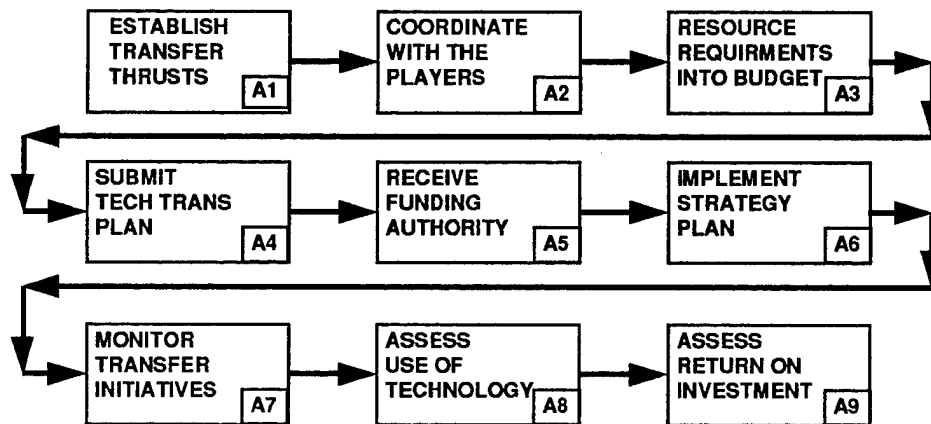 ESTABLISH
TRANSFER
THRUSTS
A1
COORDINATE
WITH THE
PLAYERS
A2
RESOURCE
REQUIRMENTS
INTO BUDGET
A3
SUBMIT
TECH TRANS
PLAN
A4
RECEIVE
FUNDING
AUTHORITY
A5
IMPLEMENT
STRATEGY
PLAN
A6
MONITOR
TRANSFER
INITIATIVES
A7
ASSESS
USE OF
TECHNOLOGY
A8
ASSESS
RETURN ON
INVESTMENT
A9